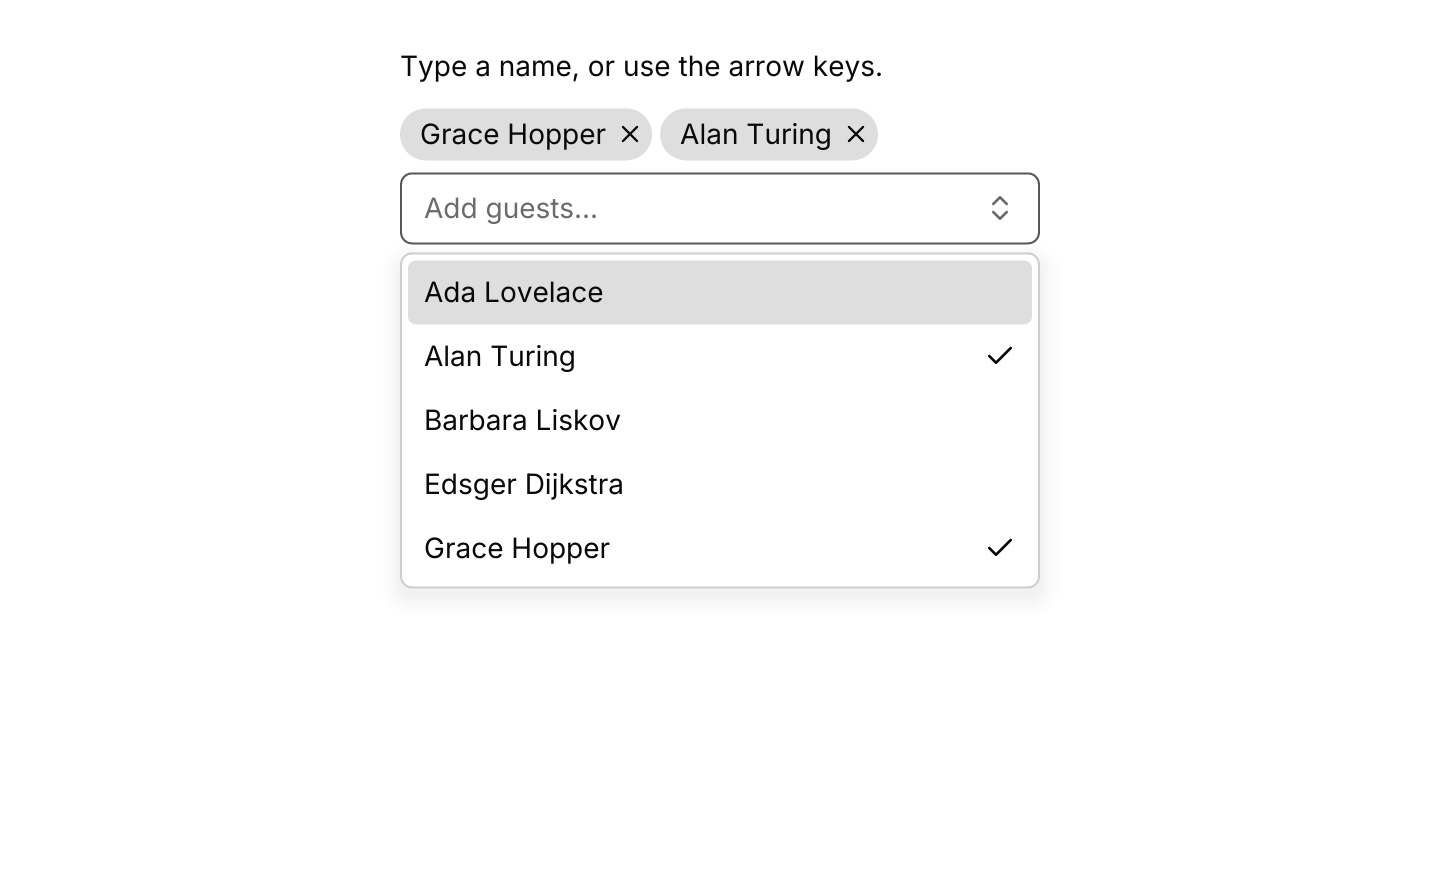 Type a name, or use the arrow keys.
Grace Hopper Alan Turing
Add guests...
Ada Lovelace
Alan Turing
Barbara Liskov
Edsger Dijkstra
Grace Hopper